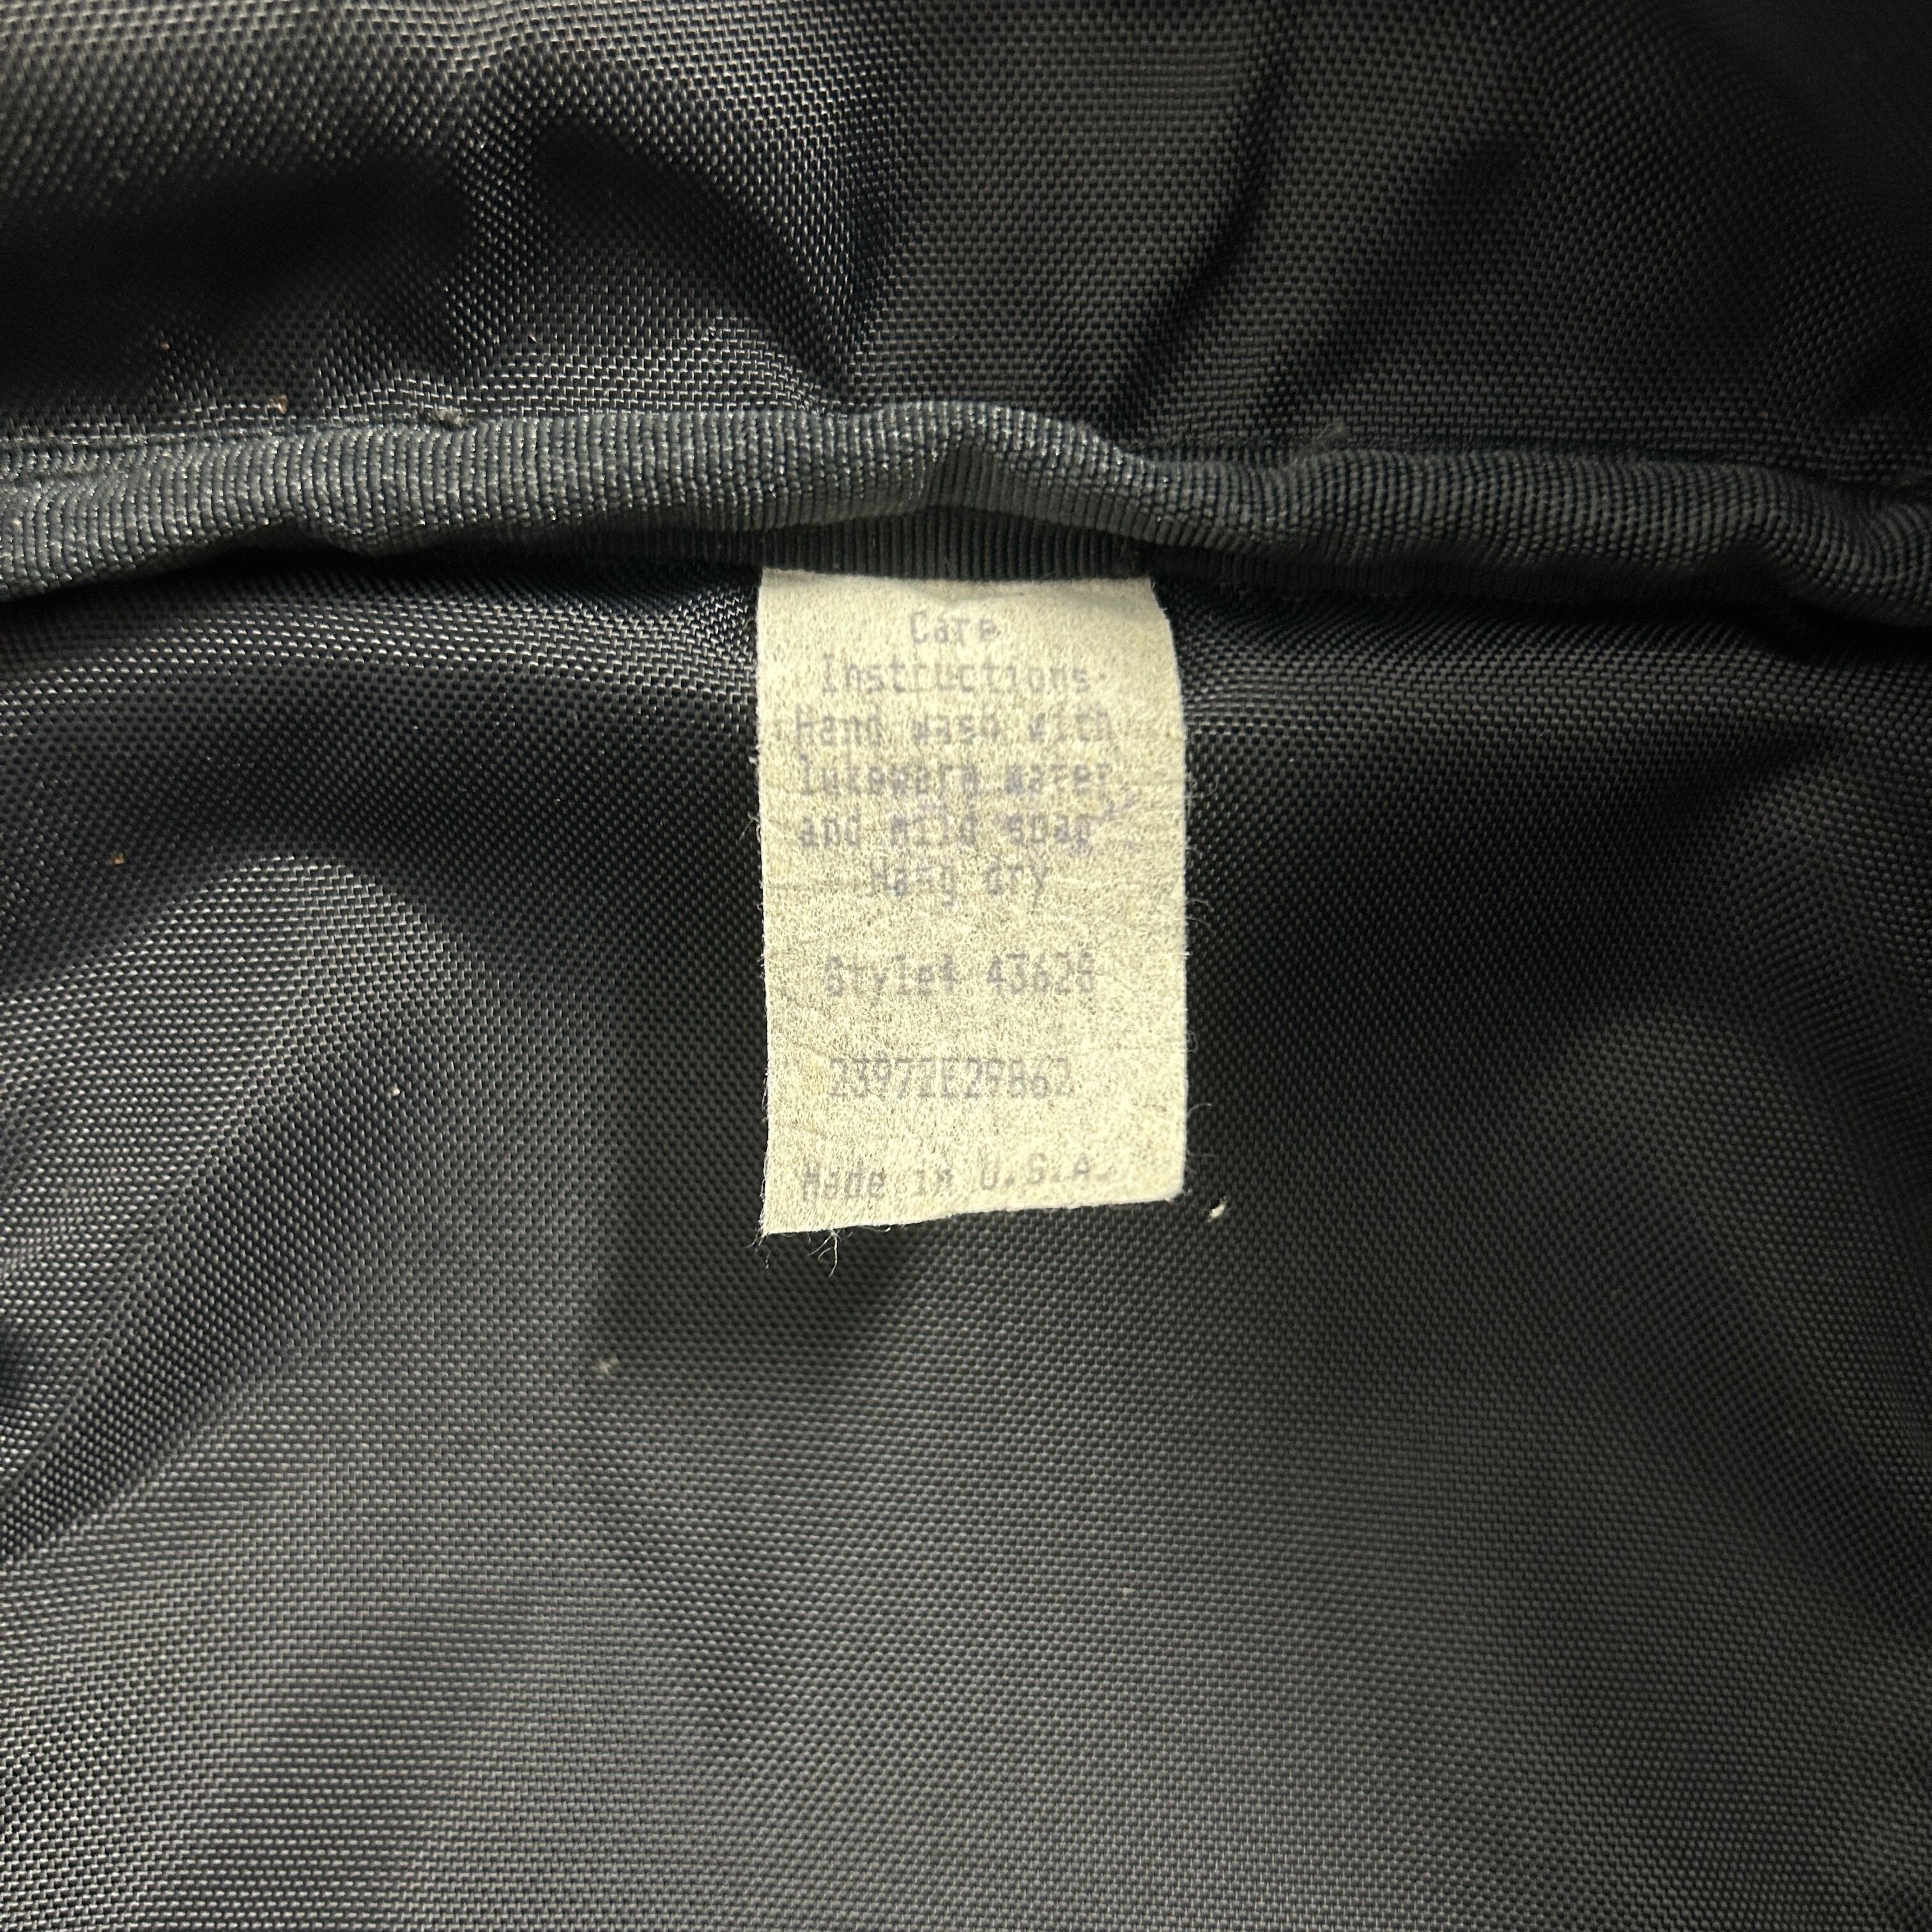 Care
Instructions
Hand wash with
lukewarm water
and mild soap
Hang dry
Style# 43628
Made in U.S.A.